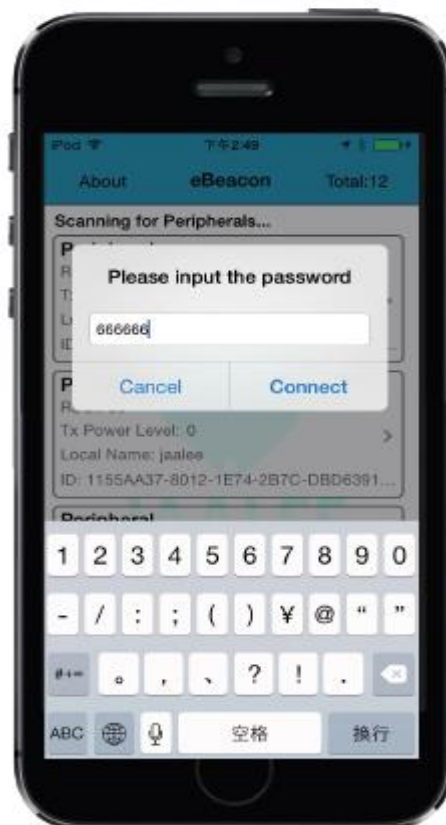 iPod 下午2:49
About eBeacon Total:12
Scanning for Peripherals...
Please input the password
666666
Cancel Connect
Tx Power Level: 0
Local Name: jaalee
ID: 1155AA37-8012-1E74-2B7C-DBD6391...
Peripheral
1 2 3 4 5 6 7 8 9 0
- / : ; ( ) ¥ @ “ ”
#+= 。 , 、 ? ! .
ABC 空格 换行